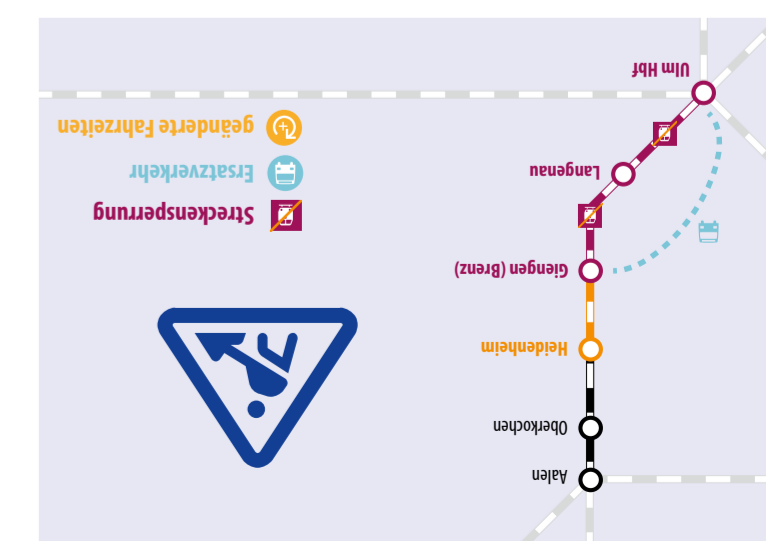 Aalen
Oberkochen
Heidenheim
Giengen (Brenz)
Langenau
Ulm Hbf
Streckensperrung
Ersatzverkehr
geänderte Fahrzeiten